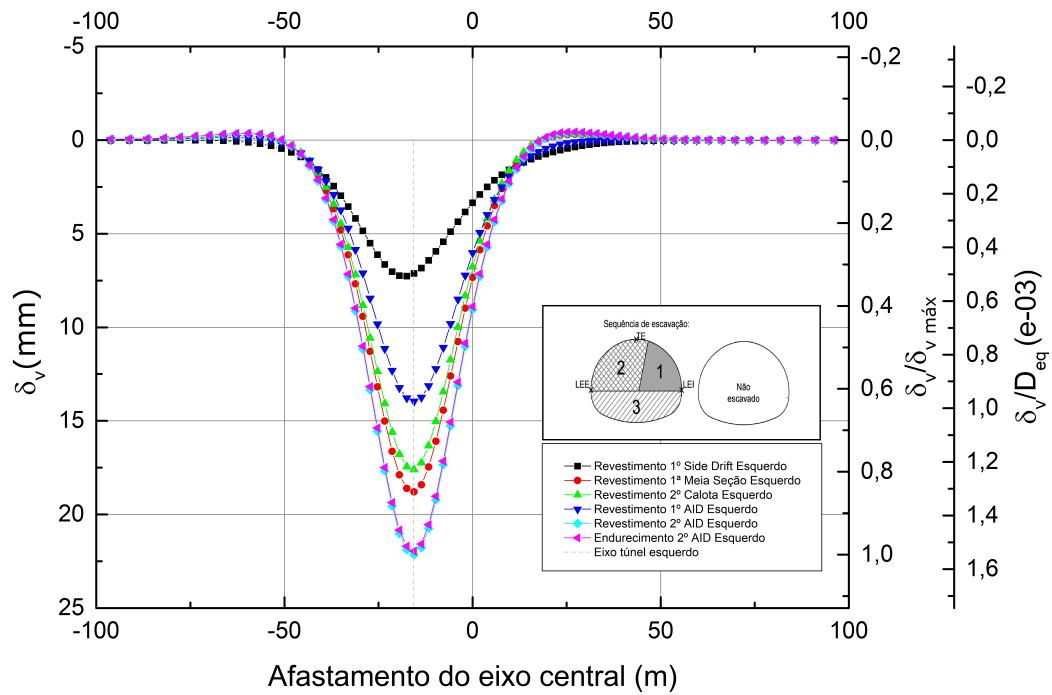 -100 -50 0 50 100
-5
0
5
10
15
20
25
δv(mm)
-0,2
0,0
0,2
0,4
0,6
0,8
1,0
δv/δv máx
-0,2
0,0
0,2
0,4
0,6
0,8
1,0
1,2
1,4
1,6
δv/Deq (e-03)
Sequência de escavação:
TE
2
1
LEE
LEI
3
Não
escavado
Revestimento 1º Side Drift Esquerdo
Revestimento 1ª Meia Seção Esquerdo
Revestimento 2º Calota Esquerdo
Revestimento 1º AID Esquerdo
Revestimento 2º AID Esquerdo
Endurecimento 2º AID Esquerdo
Eixo túnel esquerdo
-100 -50 0 50 100
Afastamento do eixo central (m)